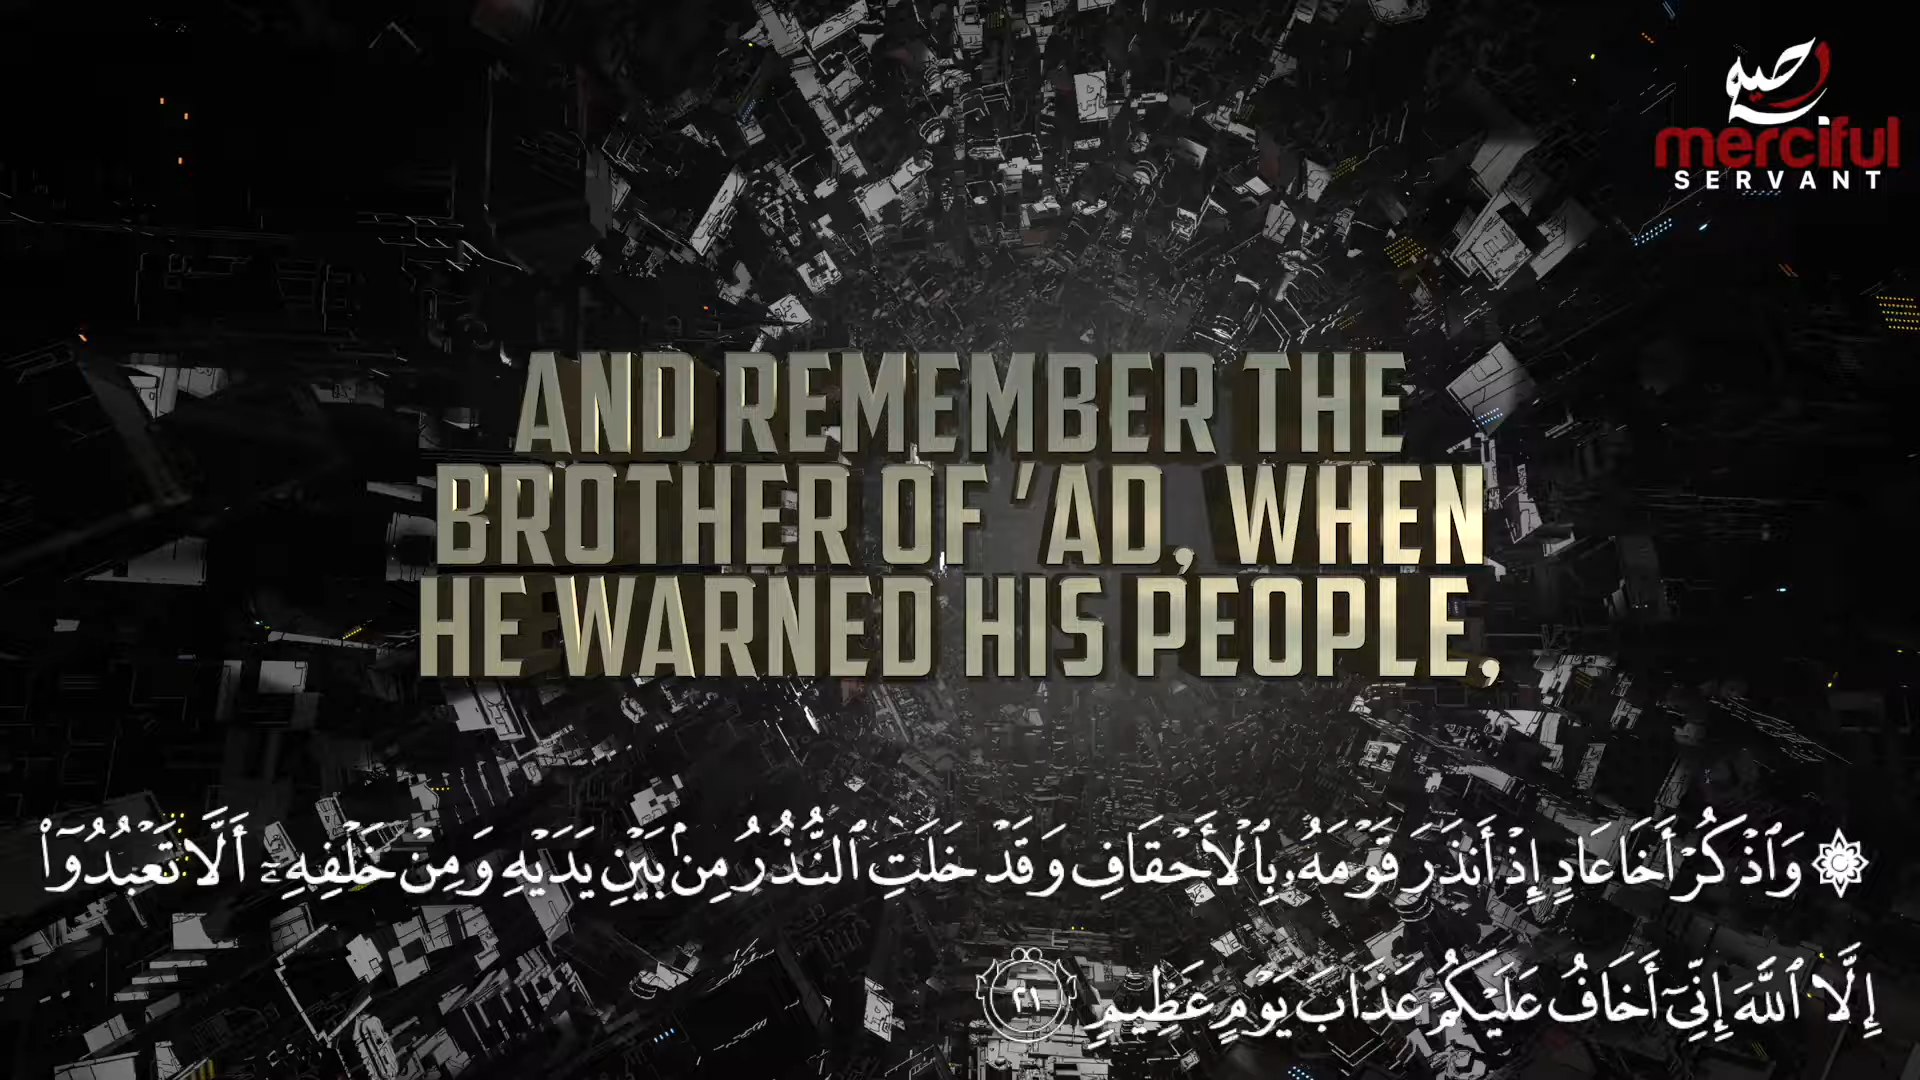 merciful
SERVANT
AND REMEMBER THE
BROTHER OF 'AD, WHEN
HE WARNED HIS PEOPLE,
۞ وَٱذْكُرْ أَخَا عَادٍ إِذْ أَنذَرَ قَوْمَهُۥ بِٱلْأَحْقَافِ وَقَدْ خَلَتِ ٱلنُّذُرُ مِنۢ بَيْنِ يَدَيْهِ وَمِنْ خَلْفِهِۦٓ أَلَّا تَعْبُدُوٓا۟
إِلَّا ٱللَّهَ إِنِّىٓ أَخَافُ عَلَيْكُمْ عَذَابَ يَوْمٍ عَظِيمٍ ٢١